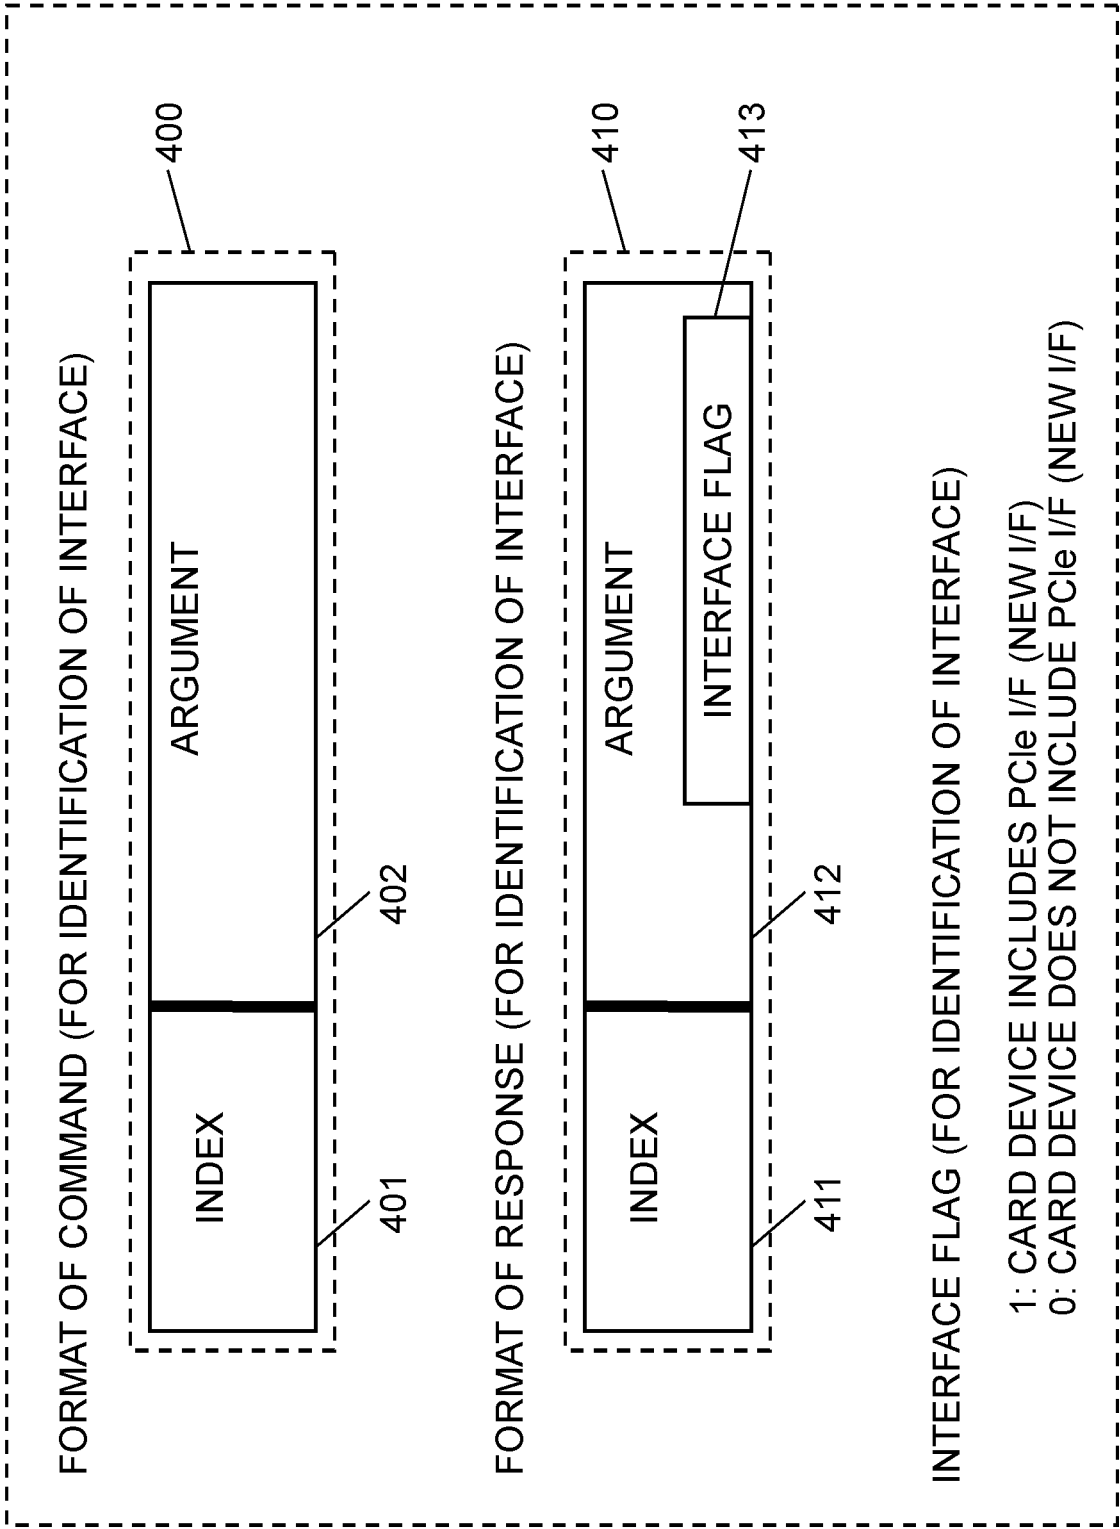 FORMAT OF COMMAND (FOR IDENTIFICATION OF INTERFACE)
400
INDEX
ARGUMENT
401
402
FORMAT OF RESPONSE (FOR IDENTIFICATION OF INTERFACE)
410
INDEX
ARGUMENT
INTERFACE FLAG
411
412
413
INTERFACE FLAG (FOR IDENTIFICATION OF INTERFACE)
1: CARD DEVICE INCLUDES PCIe I/F (NEW I/F)
0: CARD DEVICE DOES NOT INCLUDE PCIe I/F (NEW I/F)